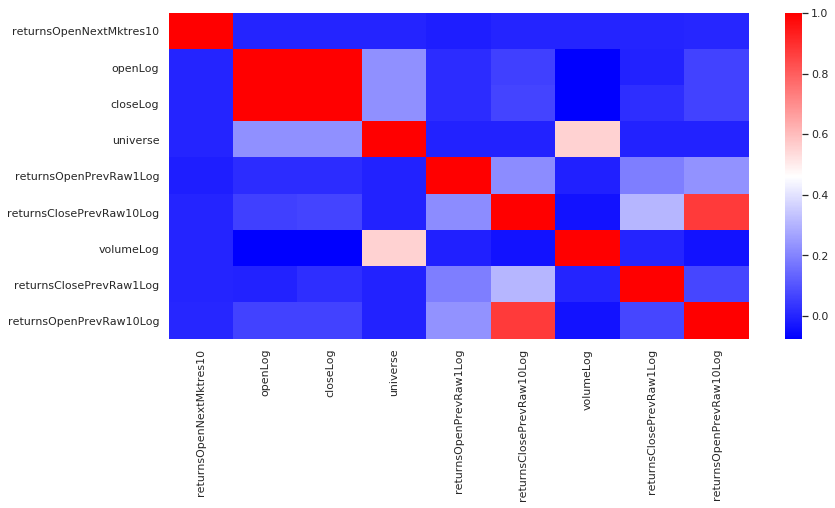 returnsOpenNextMktres10
openLog
closeLog
universe
returnsOpenPrevRaw1Log
returnsClosePrevRaw10Log
volumeLog
returnsClosePrevRaw1Log
returnsOpenPrevRaw10Log
returnsOpenNextMktres10
openLog
closeLog
universe
returnsOpenPrevRaw1Log
returnsClosePrevRaw10Log
volumeLog
returnsClosePrevRaw1Log
returnsOpenPrevRaw10Log
1.0
0.8
0.6
0.4
0.2
0.0